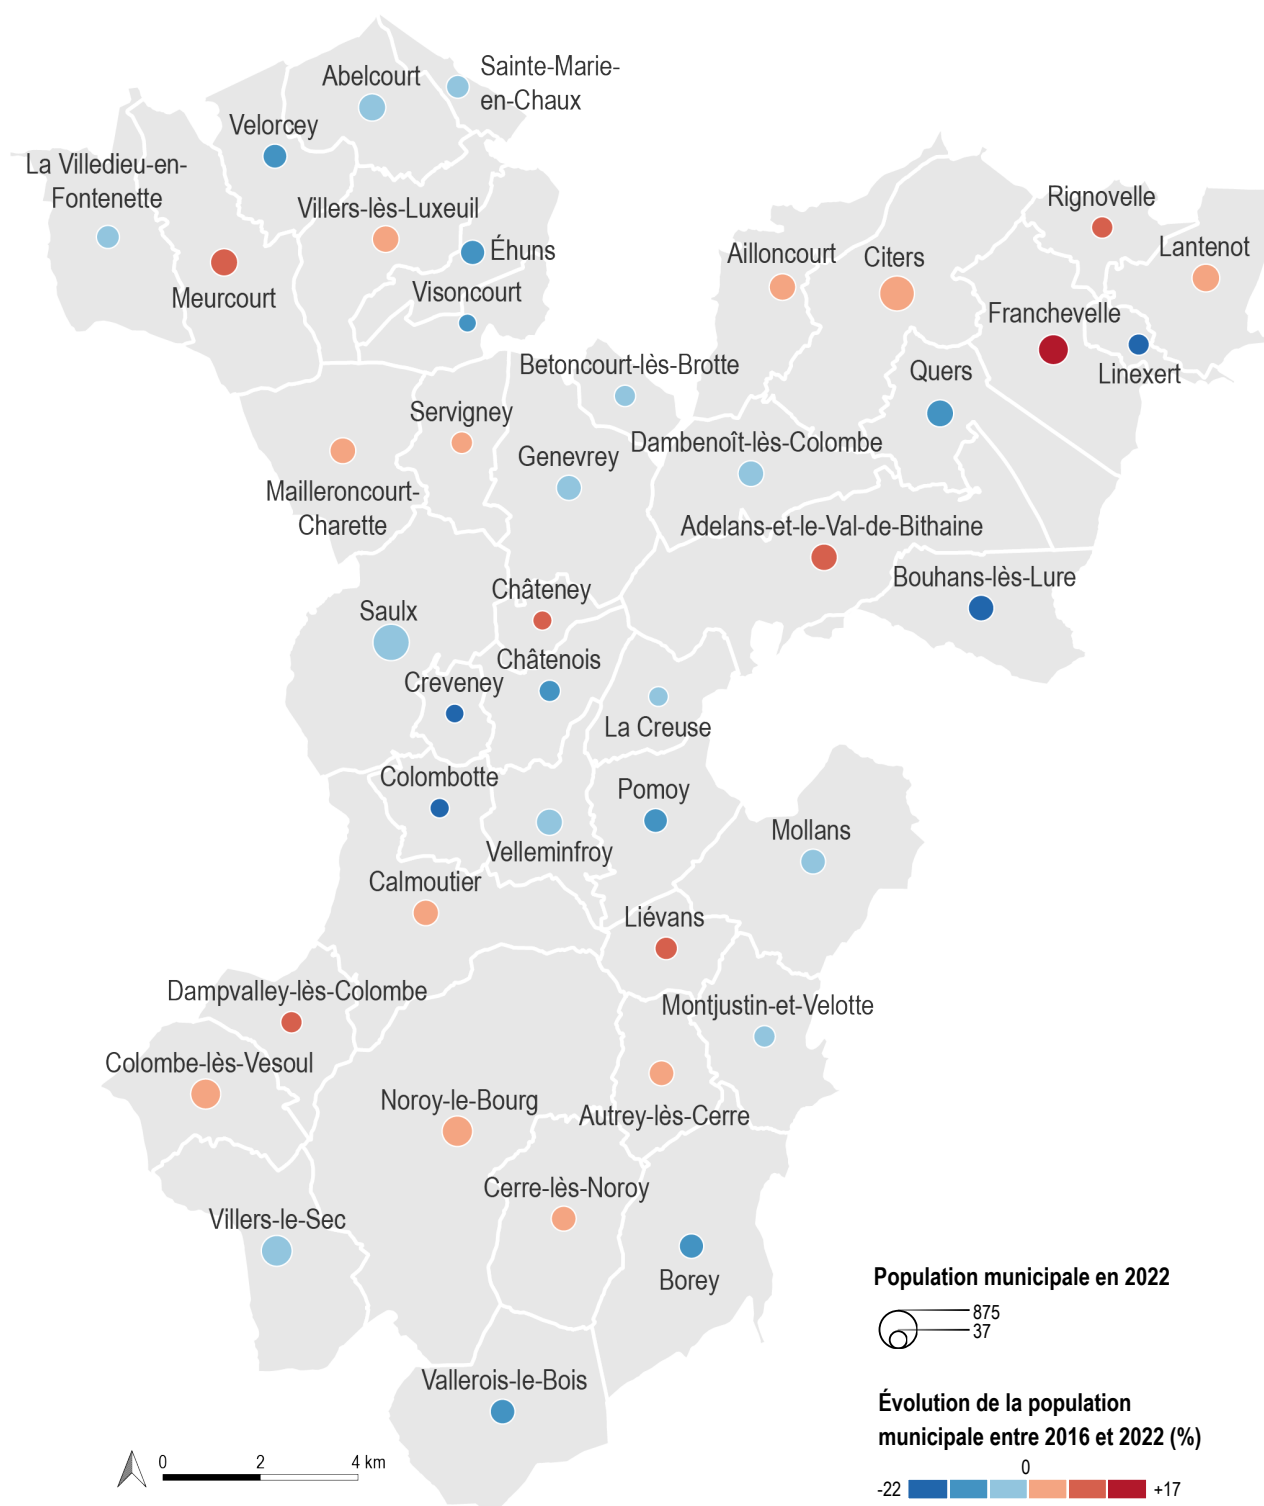 Sainte-Marie-
en-Chaux
Abelcourt
Velorcey
La Villedieu-en-
Fontenette
Villers-lès-Luxeuil
Rignovelle
Éhuns
Ailloncourt
Citers
Lantenot
Meurcourt
Visoncourt
Franchevelle
Betoncourt-lès-Brotte
Quers
Linexert
Servigney
Dambenoît-lès-Colombe
Genevrey
Mailleroncourt-
Charette
Adelans-et-le-Val-de-Bithaine
Bouhans-lès-Lure
Châteney
Saulx
Châtenois
Creveney
La Creuse
Colombotte
Pomoy
Mollans
Velleminfroy
Calmoutier
Liévans
Dampvalley-lès-Colombe
Montjustin-et-Velotte
Colombe-lès-Vesoul
Noroy-le-Bourg
Autrey-lès-Cerre
Cerre-lès-Noroy
Villers-le-Sec
Borey
Vallerois-le-Bois
Population municipale en 2022
875
37
Évolution de la population
municipale entre 2016 et 2022 (%)
0
-22 +17
0 2 4 km